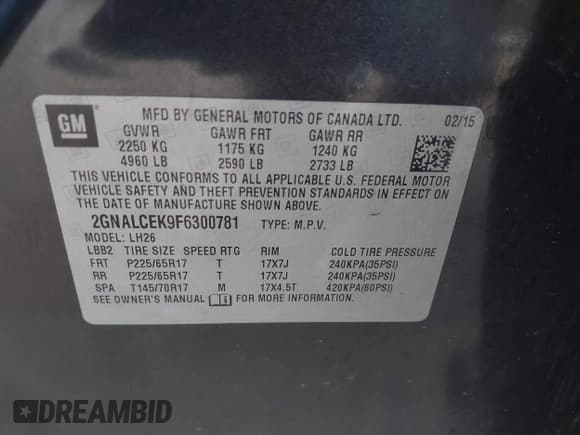 GM
MFD BY GENERAL MOTORS OF CANADA LTD. 02/15
GVWR GAWR FRT GAWR RR
2250 KG 1175 KG 1240 KG
4960 LB 2590 LB 2733 LB
THIS VEHICLE CONFORMS TO ALL APPLICABLE U.S. FEDERAL MOTOR
VEHICLE SAFETY AND THEFT PREVENTION STANDARDS IN EFFECT ON
THE DATE OF MANUFACTURE SHOWN ABOVE.
2GNALCEK9F6300781 TYPE: M.P.V.
MODEL: LH26
LBB2 TIRE SIZE SPEED RTG RIM COLD TIRE PRESSURE
FRT P225/65R17 T 17X7J 240KPA(35PSI)
RR P225/65R17 T 17X7J 240KPA(35PSI)
SPA T145/70R17 M 17X4.5T 420KPA(60PSI)
SEE OWNER'S MANUAL FOR MORE INFORMATION.
DREAMBID